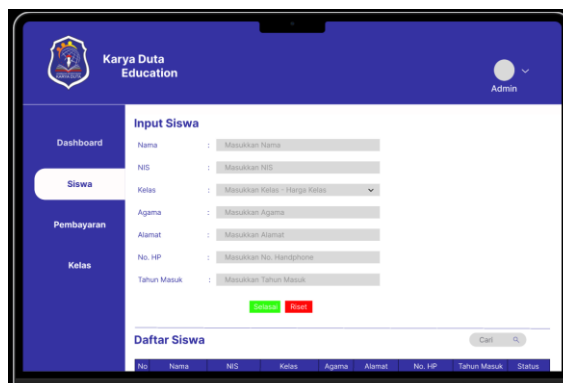 Karya Duta
Education
Admin
Dashboard
Siswa
Pembayaran
Kelas
Input Siswa
Nama : Masukkan Nama
NIS : Masukkan NIS
Kelas : Masukkan Kelas - Harga Kelas
Agama : Masukkan Agama
Alamat : Masukkan Alamat
No. HP : Masukkan No. Handphone
Tahun Masuk : Masukkan Tahun Masuk
Selasai Riset
Daftar Siswa
Cari
No Nama NIS Kelas Agama Alamat No. HP Tahun Masuk Status